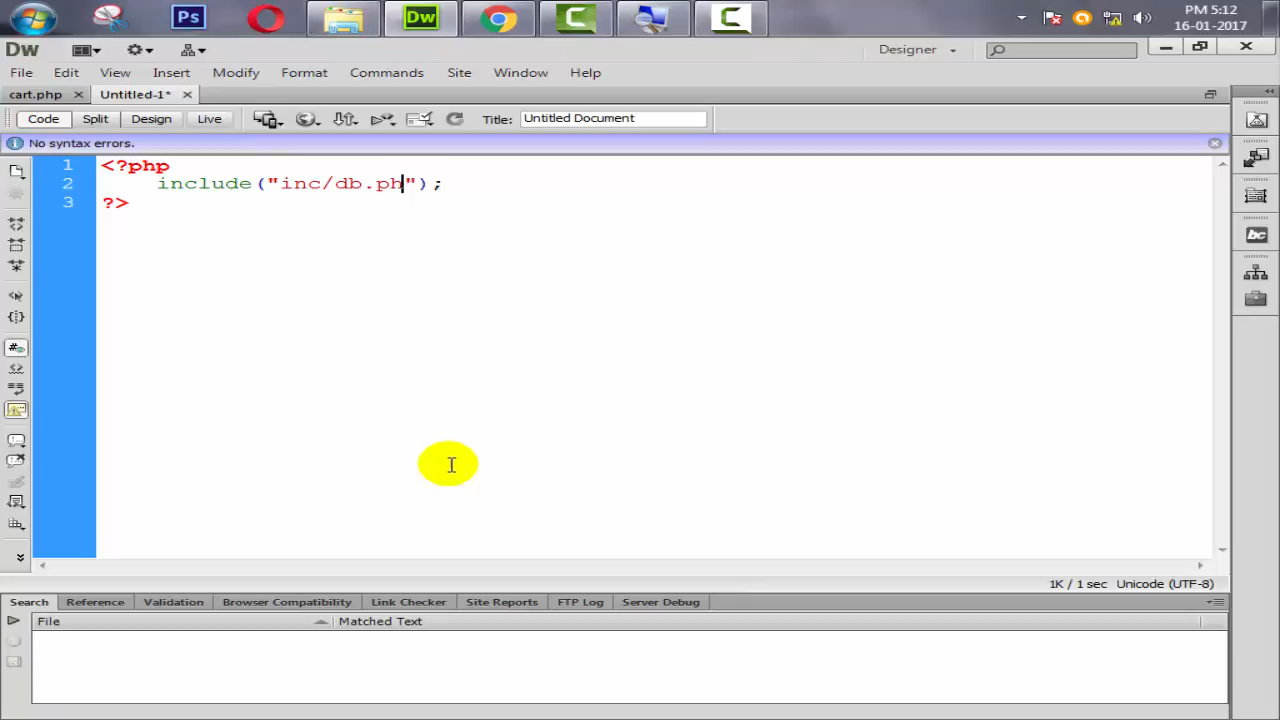 Ps
Dw
PM 5:12
16-01-2017
Dw
Designer
File Edit View Insert Modify Format Commands Site Window Help
cart.php Untitled-1*
Code Split Design Live Title: Untitled Document
No syntax errors.
1 <?php
2 include("inc/db.ph");
3 ?>
bc
1K / 1 sec Unicode (UTF-8)
Search Reference Validation Browser Compatibility Link Checker Site Reports FTP Log Server Debug
File Matched Text